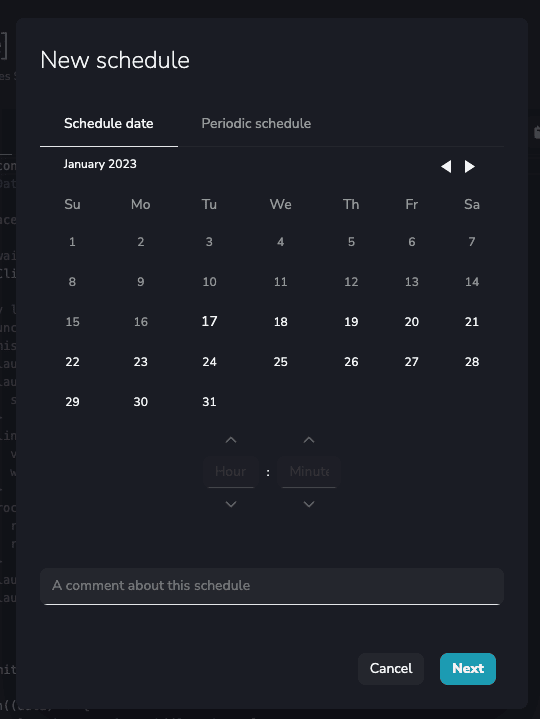 New schedule
Schedule date Periodic schedule
January 2023
Su Mo Tu We Th Fr Sa
1 2 3 4 5 6 7
8 9 10 11 12 13 14
15 16 17 18 19 20 21
22 23 24 25 26 27 28
29 30 31
Hour : Minute
A comment about this schedule
Cancel Next